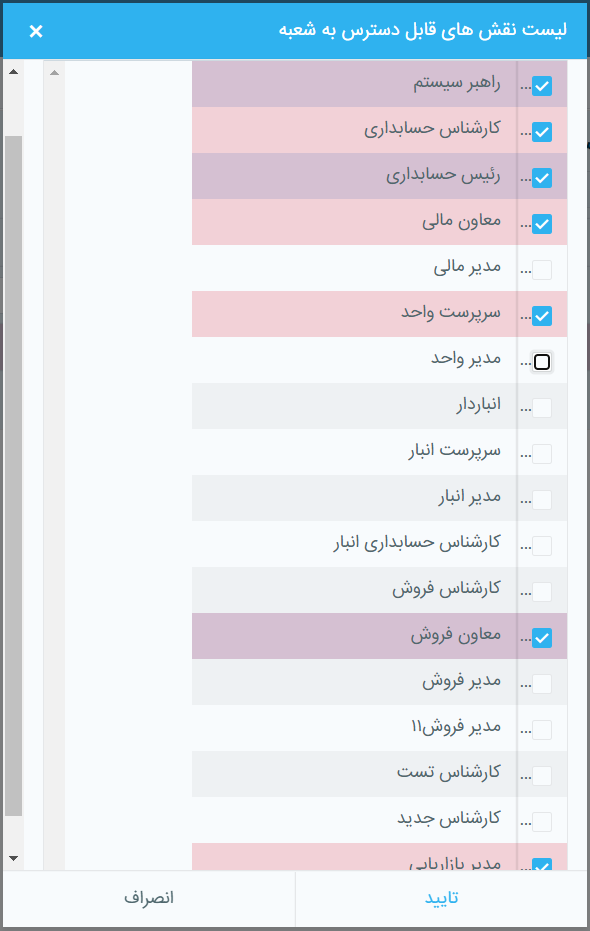 لیست نقش های قابل دسترس به شعبه ×
... راهبر سیستم
... کارشناس حسابداری
... رئیس حسابداری
... معاون مالی
... مدیر مالی
... سرپرست واحد
... مدیر واحد
... انباردار
... سرپرست انبار
... مدیر انبار
... کارشناس حسابداری انبار
... کارشناس فروش
... معاون فروش
... مدیر فروش
... مدیر فروش۱۱
... کارشناس تست
... کارشناس جدید
... مدیر بازاریابی
تایید انصراف